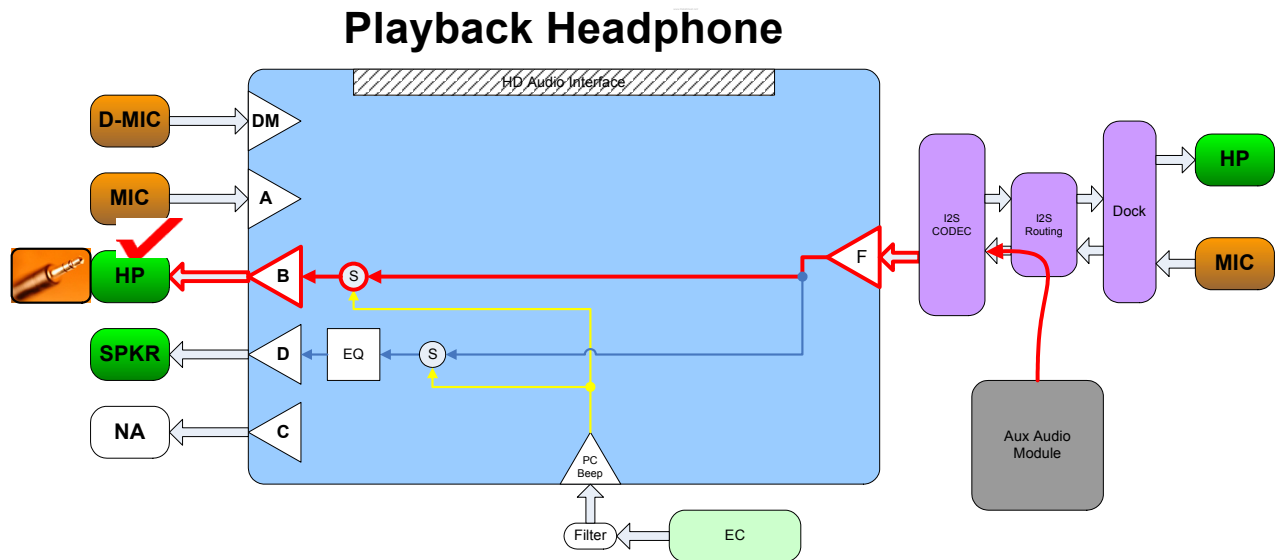 Playback Headphone
HD Audio Interface
D-MIC
DM
MIC
A
HP
B
S
F
SPKR
D
EQ
S
NA
C
PC
Beep
Filter
EC
I2S
CODEC
I2S
Routing
Dock
HP
MIC
Aux Audio
Module